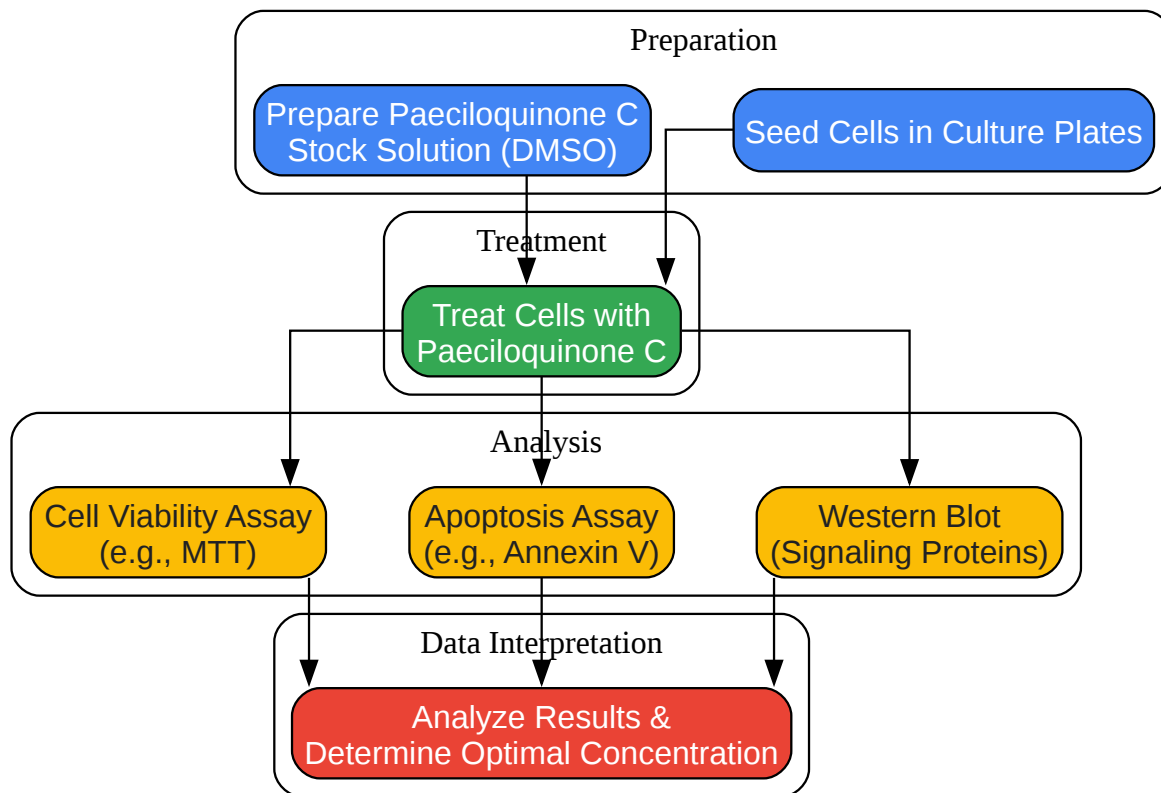 Preparation
Prepare Paeciloquinone C
Stock Solution (DMSO)
Seed Cells in Culture Plates
Treatment
Treat Cells with
Paeciloquinone C
Analysis
Cell Viability Assay
(e.g., MTT)
Apoptosis Assay
(e.g., Annexin V)
Western Blot
(Signaling Proteins)
Data Interpretation
Analyze Results &
Determine Optimal Concentration